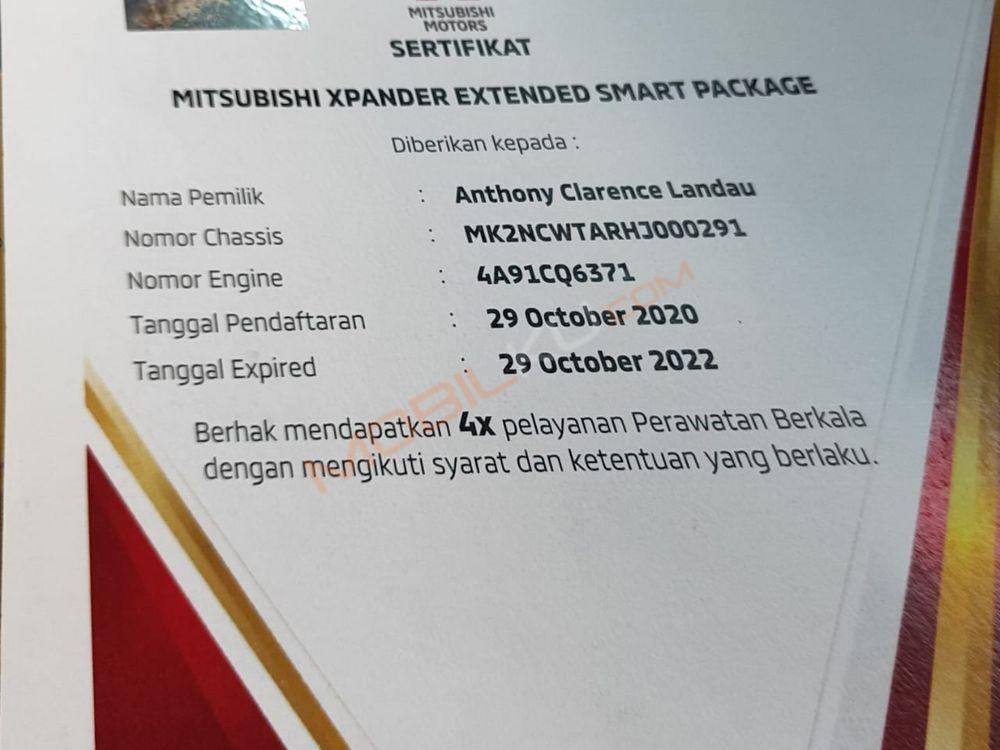 MITSUBISHI
MOTORS
SERTIFIKAT
MITSUBISHI XPANDER EXTENDED SMART PACKAGE
Diberikan kepada :
Nama Pemilik : Anthony Clarence Landau
Nomor Chassis : MK2NCWTARHJ000291
Nomor Engine : 4A91CQ6371
Tanggal Pendaftaran : 29 October 2020
Tanggal Expired : 29 October 2022
Berhak mendapatkan 4x pelayanan Perawatan Berkala
dengan mengikuti syarat dan ketentuan yang berlaku.